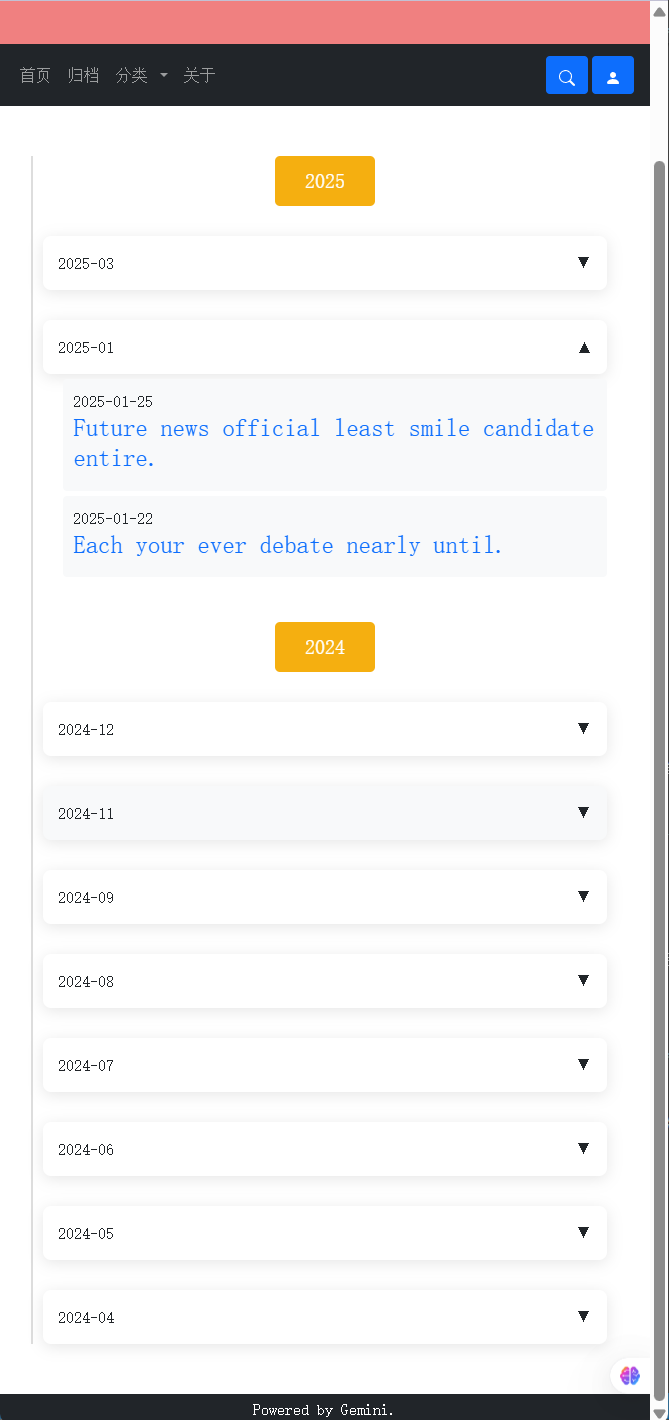 首页 归档 分类 关于
2025
2025-03
2025-01
2025-01-25
Future news official least smile candidate
entire.
2025-01-22
Each your ever debate nearly until.
2024
2024-12
2024-11
2024-09
2024-08
2024-07
2024-06
2024-05
2024-04
Powered by Gemini.